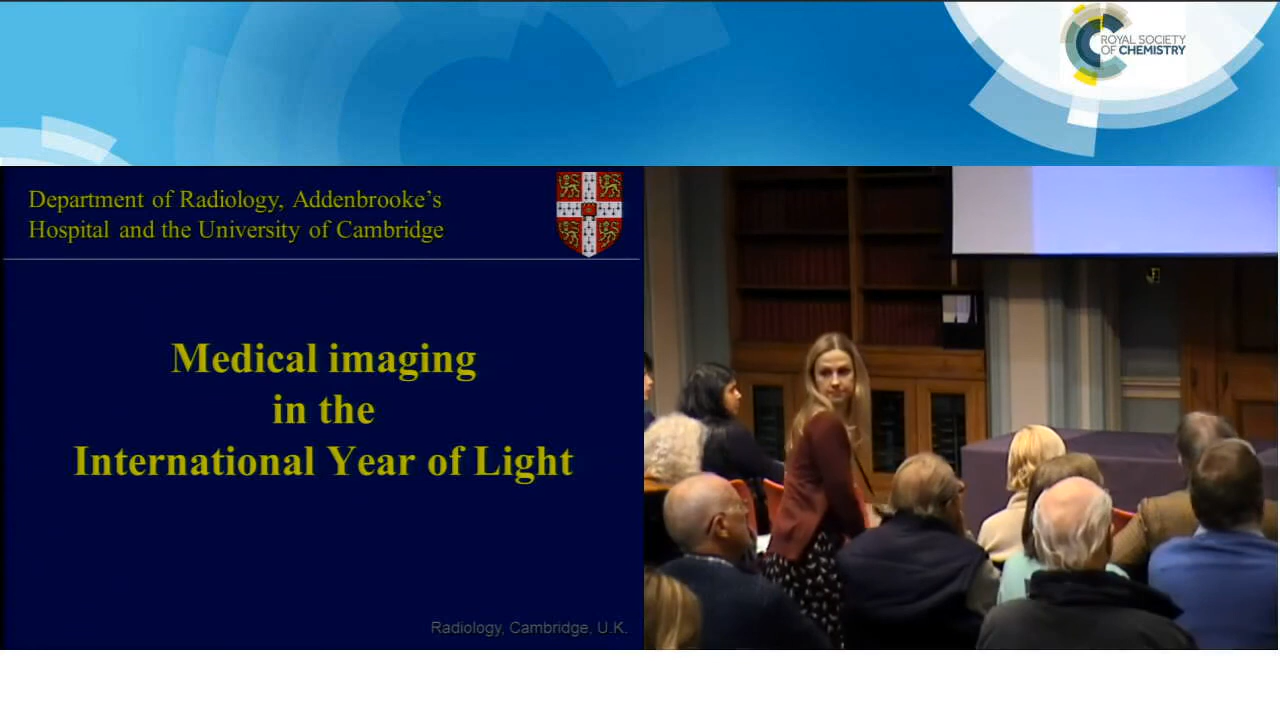 ROYAL SOCIETY
OF CHEMISTRY
Department of Radiology, Addenbrooke’s
Hospital and the University of Cambridge
Medical imaging
in the
International Year of Light
Radiology, Cambridge, U.K.